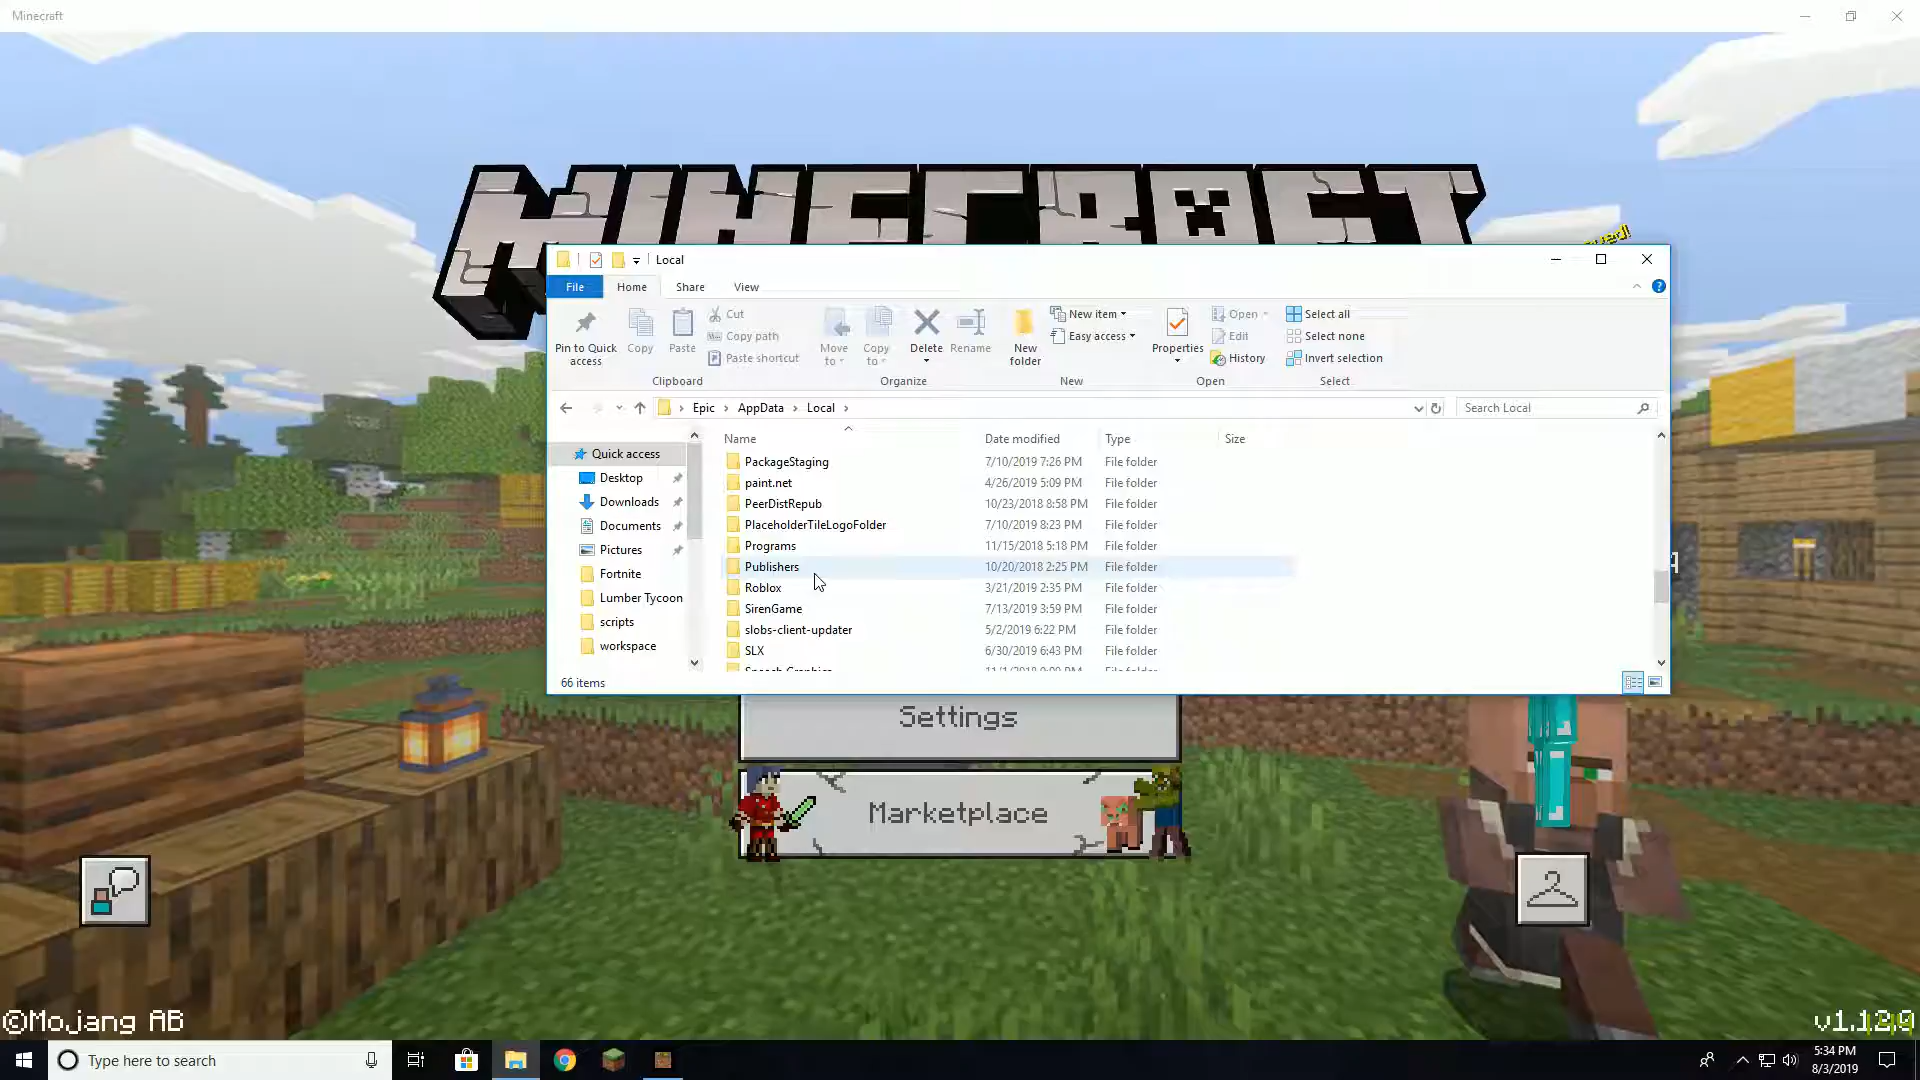 Minecraft
MINECRAFT
Local
File Home Share View
Pin to Quick access
Copy
Paste
Cut
Copy path
Paste shortcut
Move to
Copy to
Delete
Rename
New folder
New item
Easy access
Properties
Open
Edit
History
Select all
Select none
Invert selection
Clipboard Organize New Open Select
Epic › AppData › Local ›
Search Local
Quick access
Desktop
Downloads
Documents
Pictures
Fortnite
Lumber Tycoon
scripts
workspace
Name Date modified Type Size
PackageStaging 7/10/2019 7:26 PM File folder
paint.net 4/26/2019 5:09 PM File folder
PeerDistRepub 10/23/2018 8:58 PM File folder
PlaceholderTileLogoFolder 7/10/2019 8:23 PM File folder
Programs 11/15/2018 5:18 PM File folder
Publishers 10/20/2018 2:25 PM File folder
Roblox 3/21/2019 2:35 PM File folder
SirenGame 7/13/2019 3:59 PM File folder
slobs-client-updater 5/2/2019 6:22 PM File folder
SLX 6/30/2019 6:43 PM File folder
66 items
Settings
Marketplace
©Mojang AB
v1.12.0
Type here to search
5:34 PM
8/3/2019